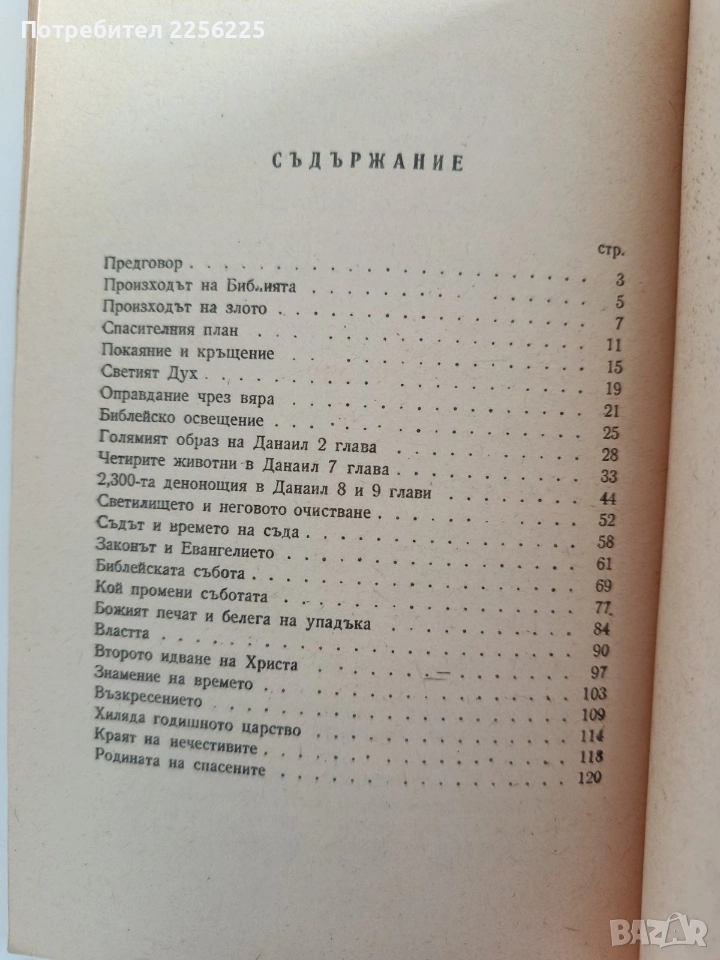 Потребител 2256225
СЪДЪРЖАНИЕ
стр.
Предговор . . . . . . . . . . . . . . . . . . . 3
Произходът на Библията . . . . . . . . . . . . . 5
Произходът на злото . . . . . . . . . . . . . . 7
Спасителния план . . . . . . . . . . . . . . . 11
Покаяние и кръщение . . . . . . . . . . . . . . 15
Светият Дух . . . . . . . . . . . . . . . . . . 19
Оправдание чрез вяра . . . . . . . . . . . . . . 21
Библейско освещение . . . . . . . . . . . . . . 25
Големият образ на Данаил 2 глава . . . . . . . . . 28
Четирите животни в Данаил 7 глава . . . . . . . . . 33
2,300-та денонощия в Данаил 8 и 9 глави . . . . . . . 44
Светилището и неговото очистване . . . . . . . . . 52
Съдът и времето на съда . . . . . . . . . . . . . 58
Законът и Евангелието . . . . . . . . . . . . . . 61
Библейската събота . . . . . . . . . . . . . . . 69
Кой промени съботата . . . . . . . . . . . . . . 77
Божият печат и белега на упадъка . . . . . . . . . 84
Властта . . . . . . . . . . . . . . . . . . . . 90
Второто идване на Христа . . . . . . . . . . . . 97
Знамение на времето . . . . . . . . . . . . . . 103
Възкресението . . . . . . . . . . . . . . . . . 109
Хиляда годишното царство . . . . . . . . . . . . 114
Краят на нечестивите . . . . . . . . . . . . . . 118
Родината на спасените . . . . . . . . . . . . . 120
BAZAR